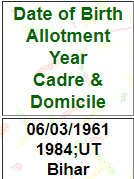 Date of Birth
Allotment
Year
Cadre &
Domicile
06/03/1961
1984;UT
Bihar